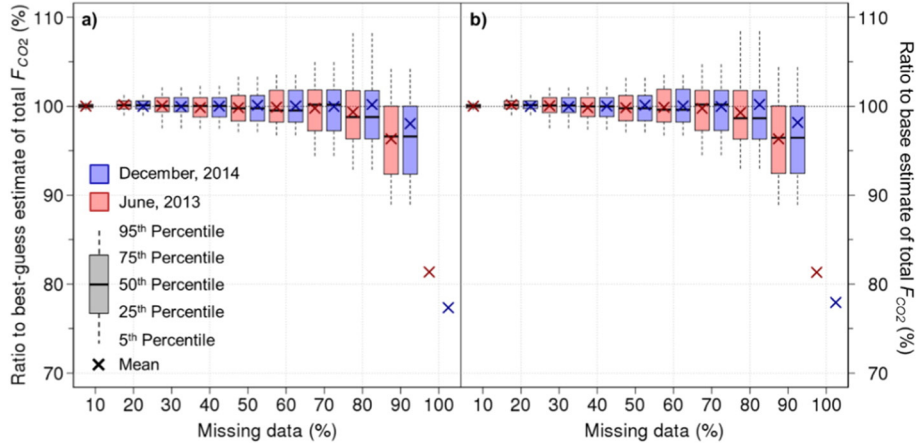 a)
b)
Ratio to best-guess estimate of total F_CO2 (%)
110
100
90
80
70
December, 2014
June, 2013
95th Percentile
75th Percentile
50th Percentile
25th Percentile
5th Percentile
Mean
110
100
90
80
70
Ratio to base estimate of total F_CO2 (%)
10 20 30 40 50 60 70 80 90 100
10 20 30 40 50 60 70 80 90 100
Missing data (%)
Missing data (%)